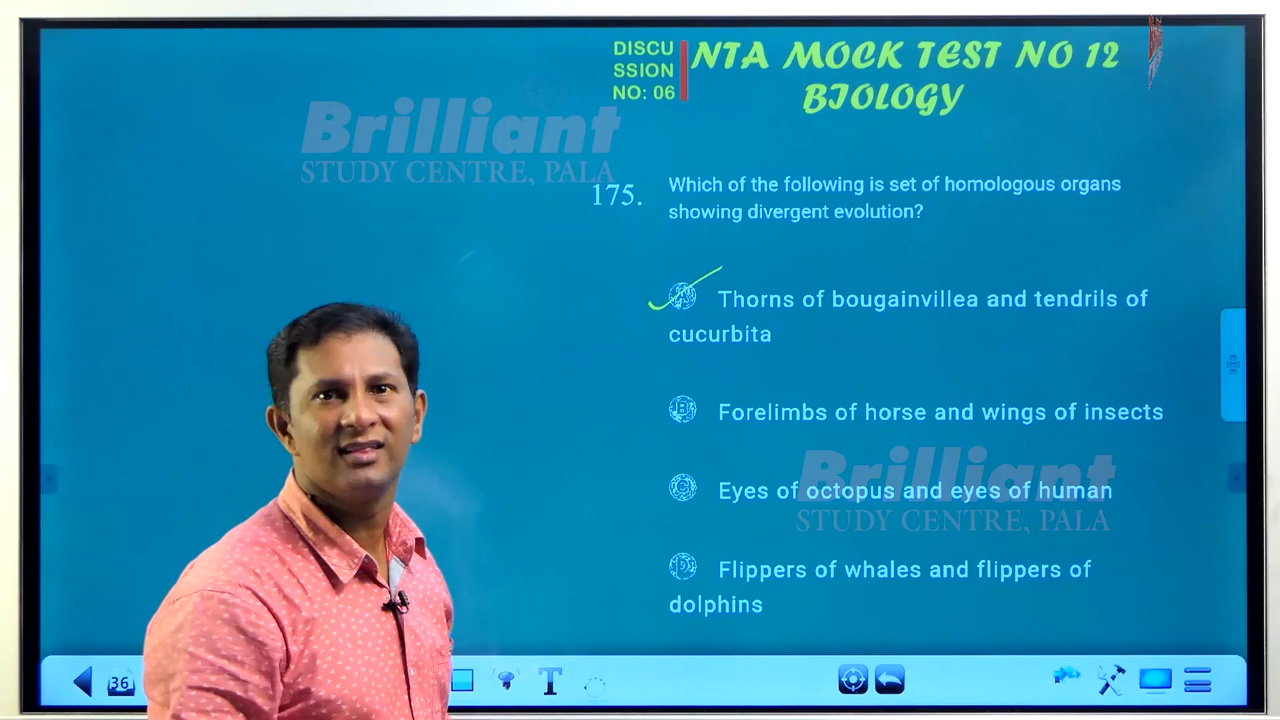 DISCU
SSION
NO: 06
NTA MOCK TEST NO 12
BIOLOGY
Brilliant
STUDY CENTRE, PALA
175.
Which of the following is set of homologous organs
showing divergent evolution?
A Thorns of bougainvillea and tendrils of
cucurbita
B Forelimbs of horse and wings of insects
C Eyes of octopus and eyes of human
D Flippers of whales and flippers of
dolphins
Brilliant
STUDY CENTRE, PALA
36
T